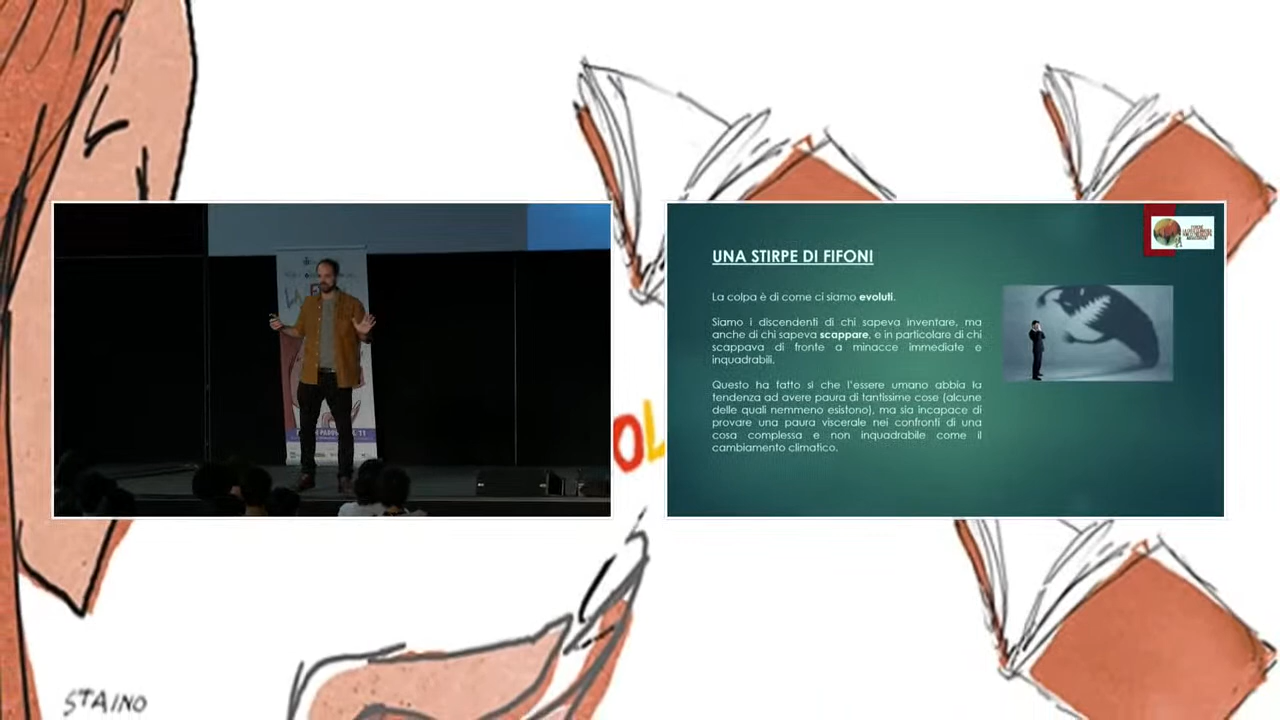 UNA STIRPE DI FIFONI
La colpa è di come ci siamo evoluti.
Siamo i discendenti di chi sapeva inventare, ma
anche di chi sapeva scappare, e in particolare di chi
scappava di fronte a minacce immediate e
inquadrabili.
Questo ha fatto sì che l'essere umano abbia la
tendenza ad avere paura di tantissime cose (alcune
delle quali nemmeno esistono), ma sia incapace di
provare una paura viscerale nei confronti di una
cosa complessa e non inquadrabile come il
cambiamento climatico.
OL
STAINO